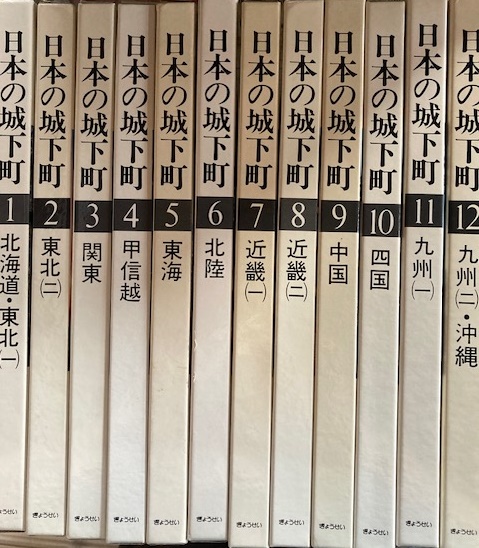 日本の城下町
1
北海道・東北(一)
ぎょうせい
日本の城下町
2
東北(二)
ぎょうせい
日本の城下町
3
関東
ぎょうせい
日本の城下町
4
甲信越
ぎょうせい
日本の城下町
5
東海
ぎょうせい
日本の城下町
6
北陸
ぎょうせい
日本の城下町
7
近畿(一)
ぎょうせい
日本の城下町
8
近畿(二)
ぎょうせい
日本の城下町
9
中国
ぎょうせい
日本の城下町
10
四国
ぎょうせい
日本の城下町
11
九州(一)
ぎょうせい
日本の城下町
12
九州(二)・沖縄
ぎょうせい